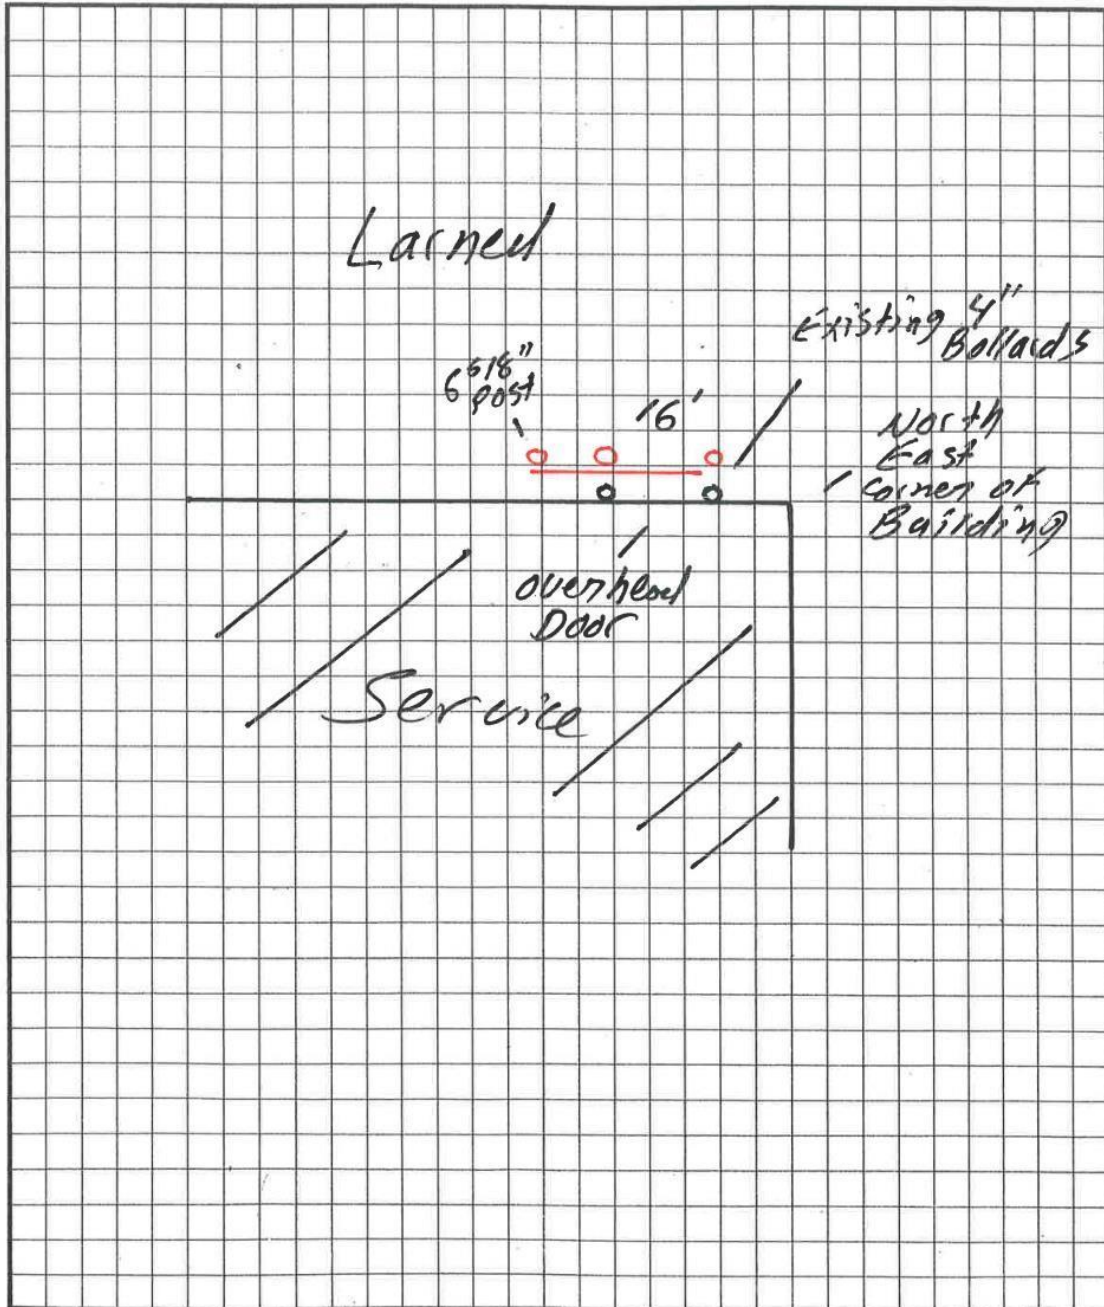 Larned
Existing 4"
Bollards
6 5/8"
post
16'
North
East
corner of
Building
overhead
Door
Service